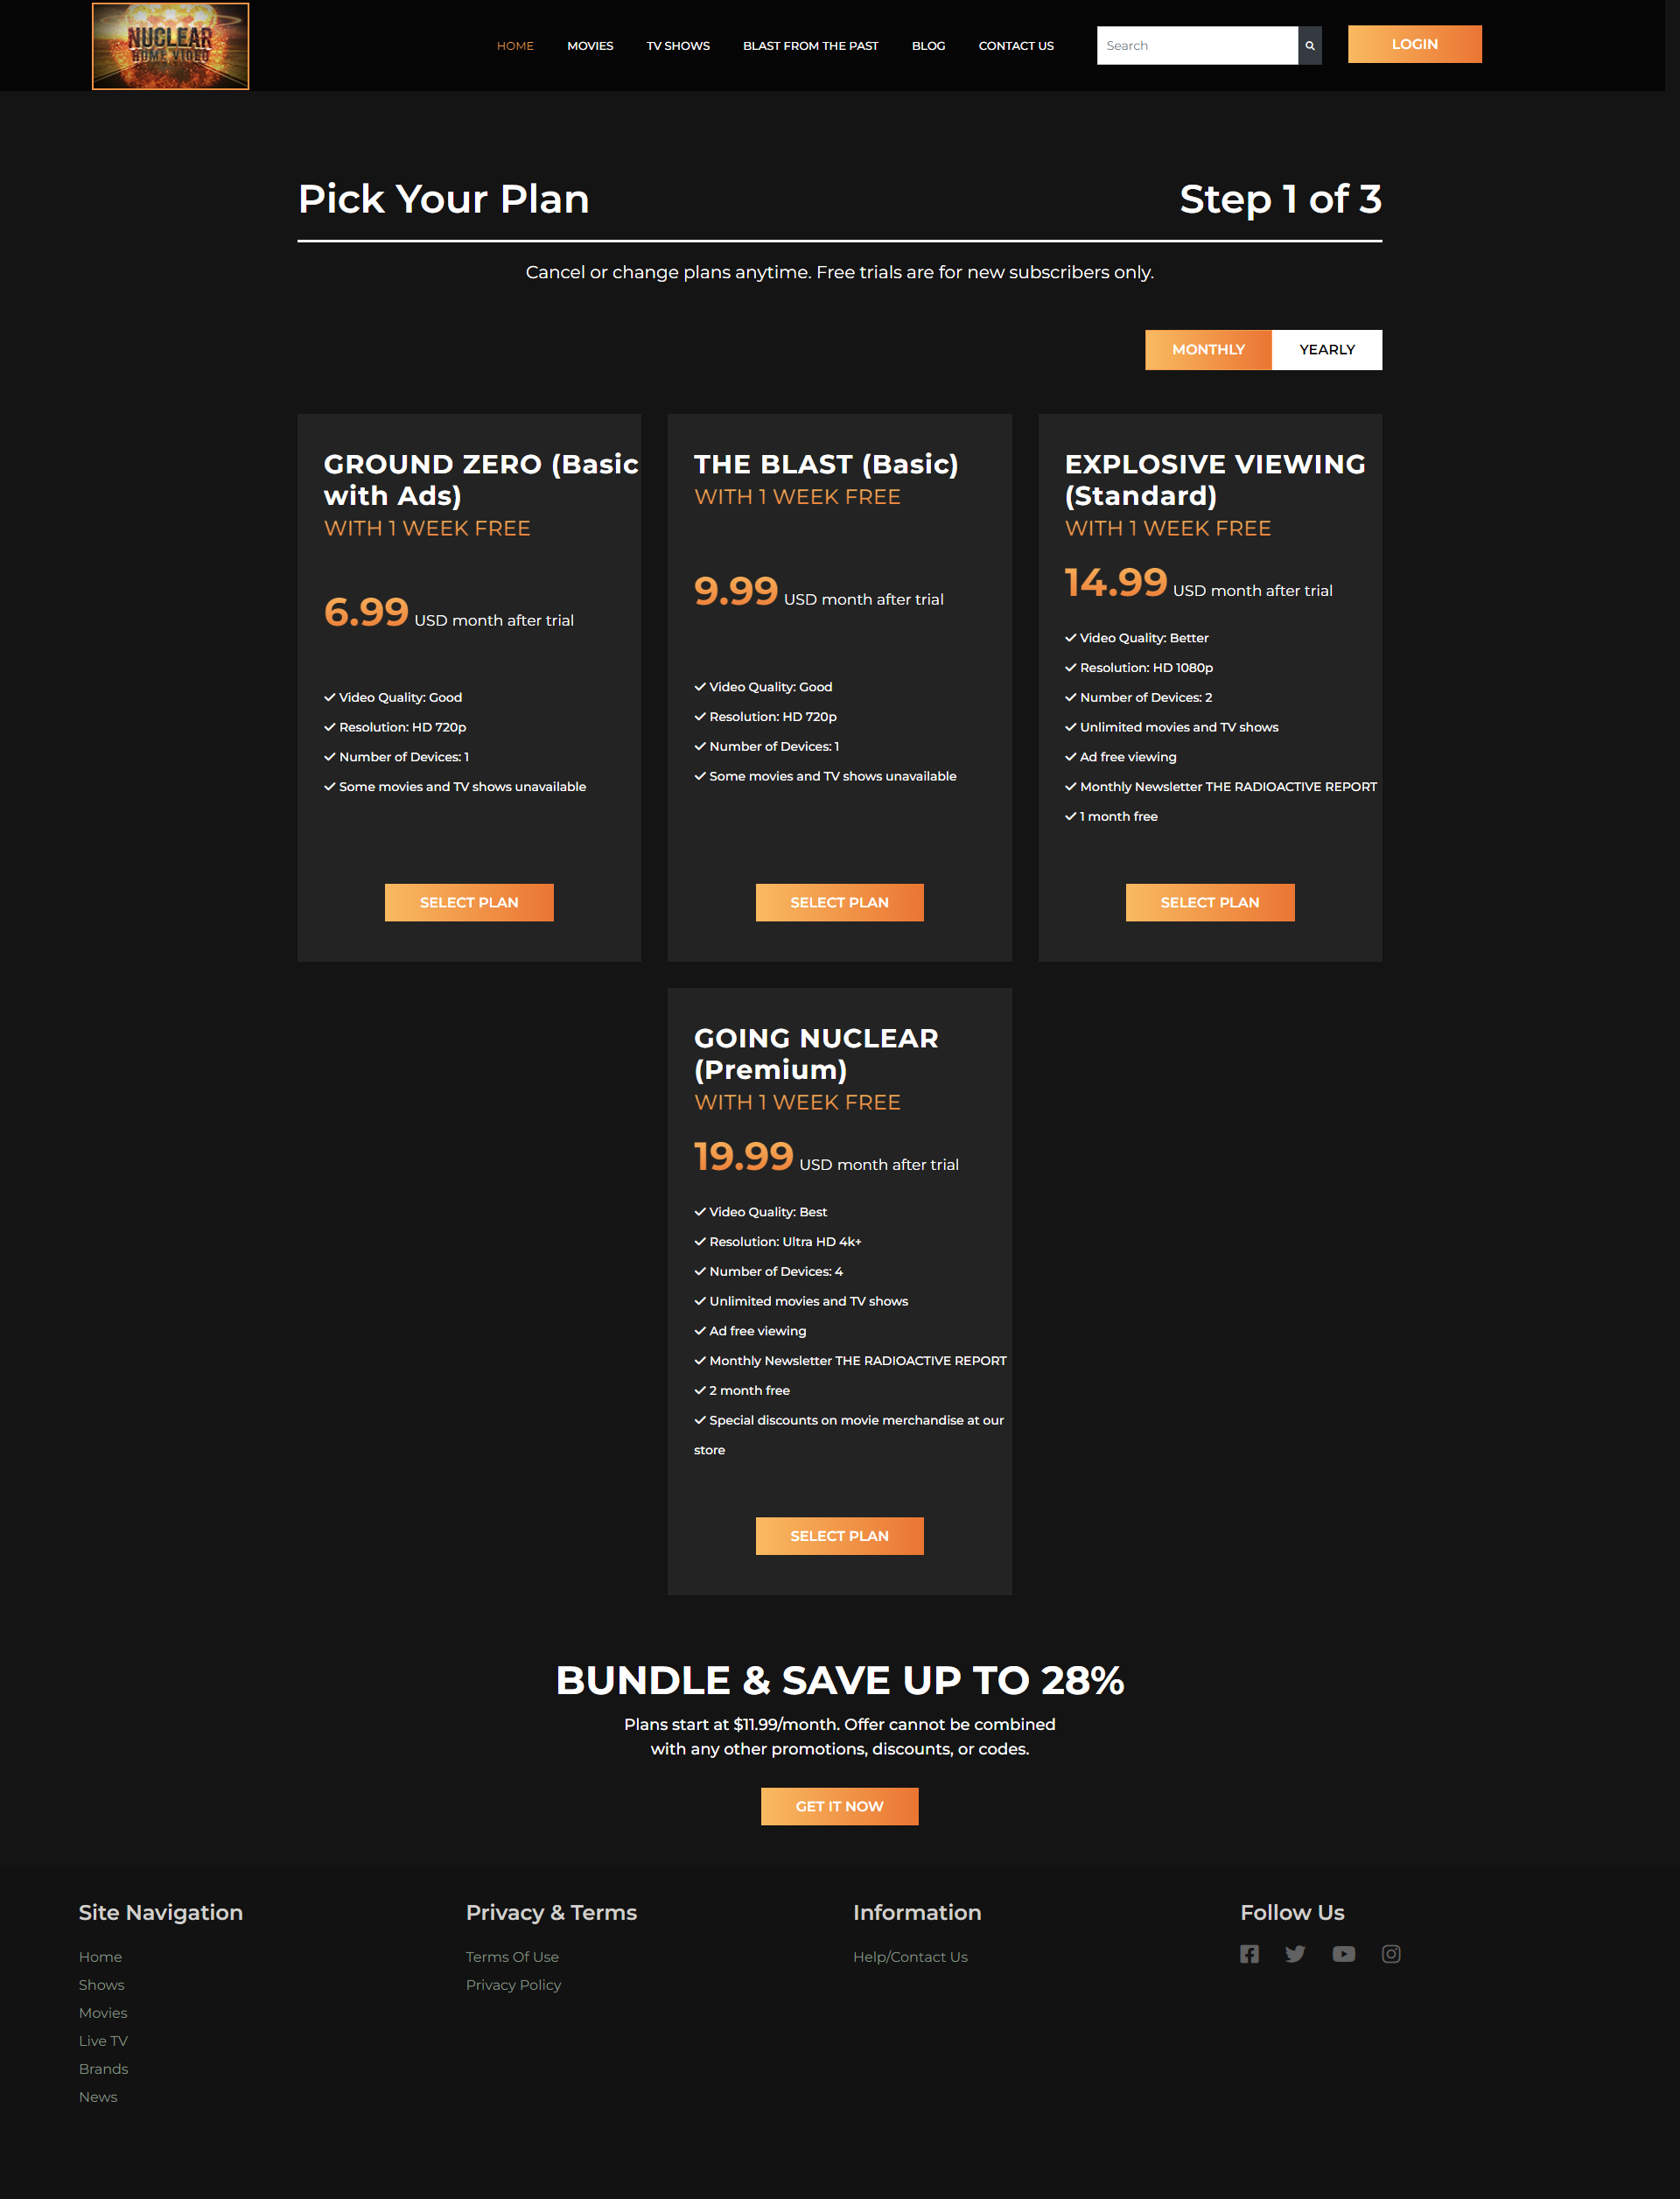 NUCLEAR
HOME VIDEO
HOME
MOVIES
TV SHOWS
BLAST FROM THE PAST
BLOG
CONTACT US
Search
LOGIN
Pick Your Plan
Step 1 of 3
Cancel or change plans anytime. Free trials are for new subscribers only.
MONTHLY
YEARLY
GROUND ZERO (Basic
with Ads)
WITH 1 WEEK FREE
6.99 USD month after trial
Video Quality: Good
Resolution: HD 720p
Number of Devices: 1
Some movies and TV shows unavailable
SELECT PLAN
THE BLAST (Basic)
WITH 1 WEEK FREE
9.99 USD month after trial
Video Quality: Good
Resolution: HD 720p
Number of Devices: 1
Some movies and TV shows unavailable
SELECT PLAN
EXPLOSIVE VIEWING
(Standard)
WITH 1 WEEK FREE
14.99 USD month after trial
Video Quality: Better
Resolution: HD 1080p
Number of Devices: 2
Unlimited movies and TV shows
Ad free viewing
Monthly Newsletter THE RADIOACTIVE REPORT
1 month free
SELECT PLAN
GOING NUCLEAR
(Premium)
WITH 1 WEEK FREE
19.99 USD month after trial
Video Quality: Best
Resolution: Ultra HD 4k+
Number of Devices: 4
Unlimited movies and TV shows
Ad free viewing
Monthly Newsletter THE RADIOACTIVE REPORT
2 month free
Special discounts on movie merchandise at our
store
SELECT PLAN
BUNDLE & SAVE UP TO 28%
Plans start at $11.99/month. Offer cannot be combined
with any other promotions, discounts, or codes.
GET IT NOW
Site Navigation
Home
Shows
Movies
Live TV
Brands
News
Privacy & Terms
Terms Of Use
Privacy Policy
Information
Help/Contact Us
Follow Us